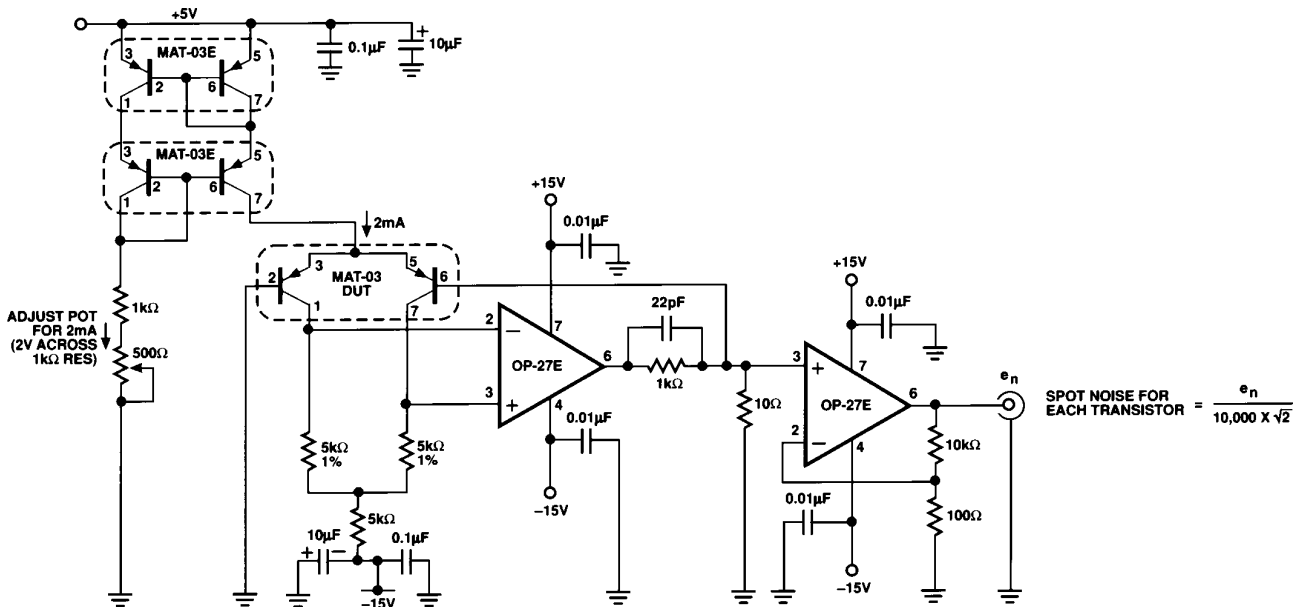 +5V
3
MAT-03E
5
2
6
1
7
0.1µF
+
10µF
3
MAT-03E
5
2
6
1
7
2mA
ADJUST POT
FOR 2mA
(2V ACROSS
1kΩ RES)
1kΩ
500Ω
2
3
5
6
MAT-03
DUT
1
7
5kΩ
1%
5kΩ
1%
5kΩ
10µF
+
−
0.1µF
−15V
+15V
0.01µF
2
−
7
OP-27E
6
3
+
4
0.01µF
−15V
22pF
1kΩ
10Ω
+15V
0.01µF
3
+
7
OP-27E
6
2
−
4
0.01µF
−15V
10kΩ
100Ω
en
SPOT NOISE FOR
EACH TRANSISTOR = en
10,000 X √2